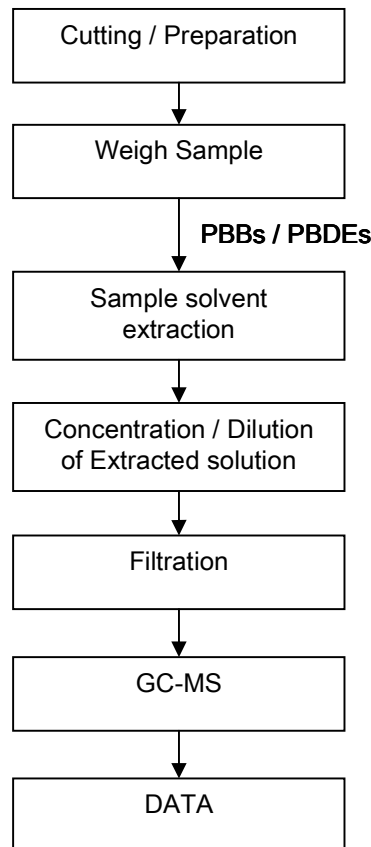 Cutting / Preparation
Weigh Sample
PBBs / PBDEs
Sample solvent
extraction
Concentration / Dilution
of Extracted solution
Filtration
GC-MS
DATA